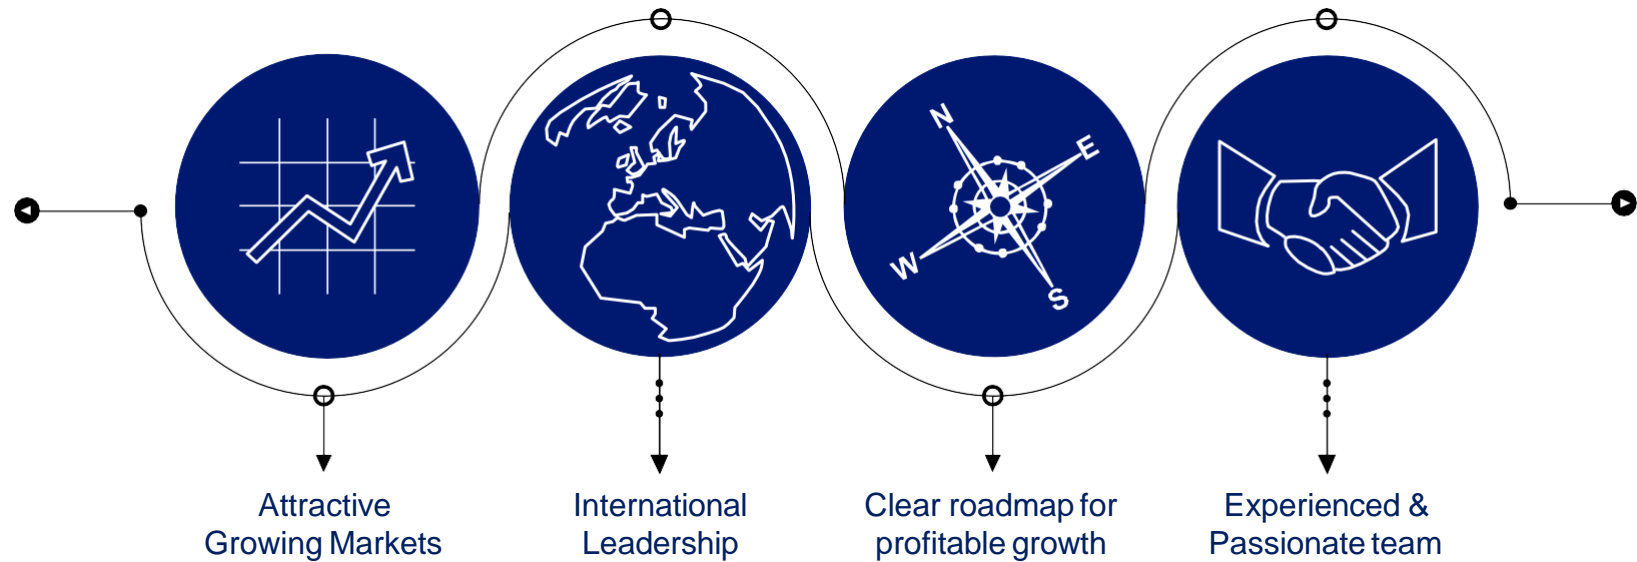 N
E
W
S
Attractive
Growing Markets
International
Leadership
Clear roadmap for
profitable growth
Experienced &
Passionate team